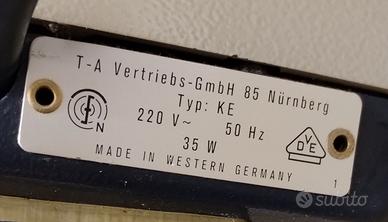 T-A Vertriebs-GmbH 85 Nürnberg
Typ: KE
220 V~ 50 Hz
35 W
MADE IN WESTERN GERMANY
N
VDE
1
subito